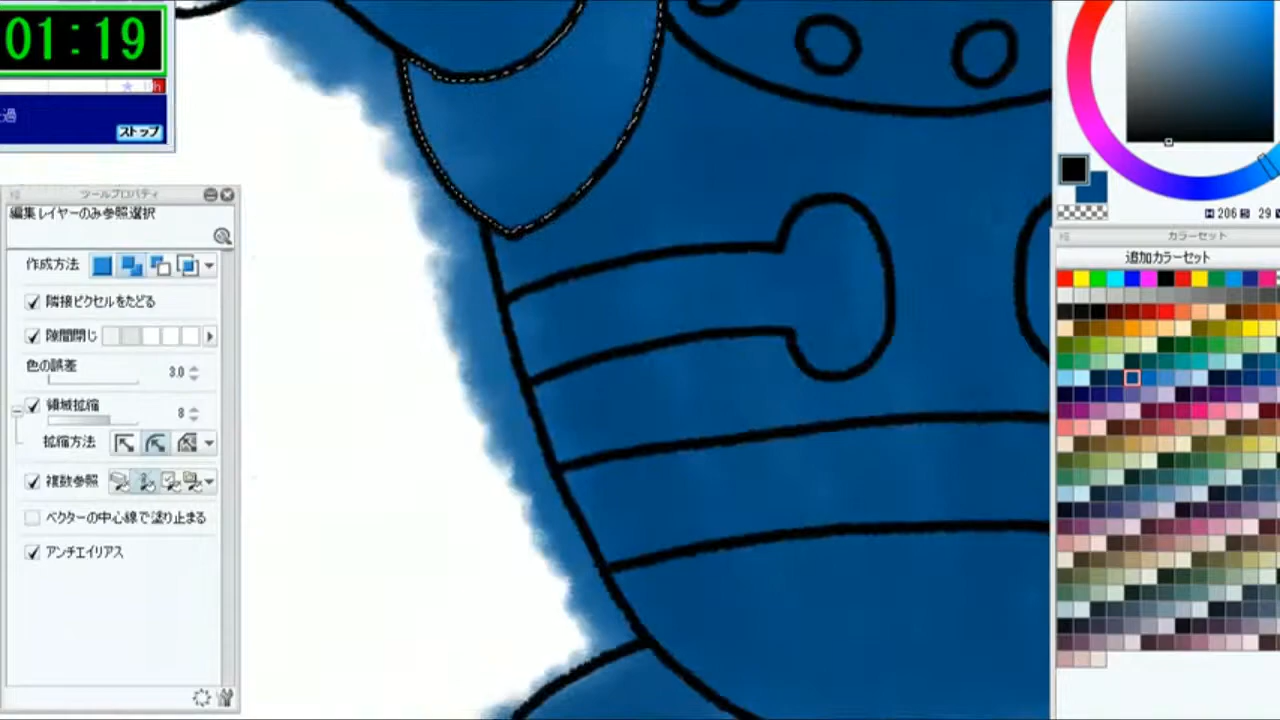 01:19
過
ストップ
ツールプロパティ
編集レイヤーのみ参照選択
作成方法
隣接ピクセルをたどる
隙間閉じ
色の誤差 3.0
領域拡縮 8
拡縮方法
複数参照
ベクターの中心線で塗り止まる
アンチエイリアス
H 206 S 29
カラーセット
追加カラーセット